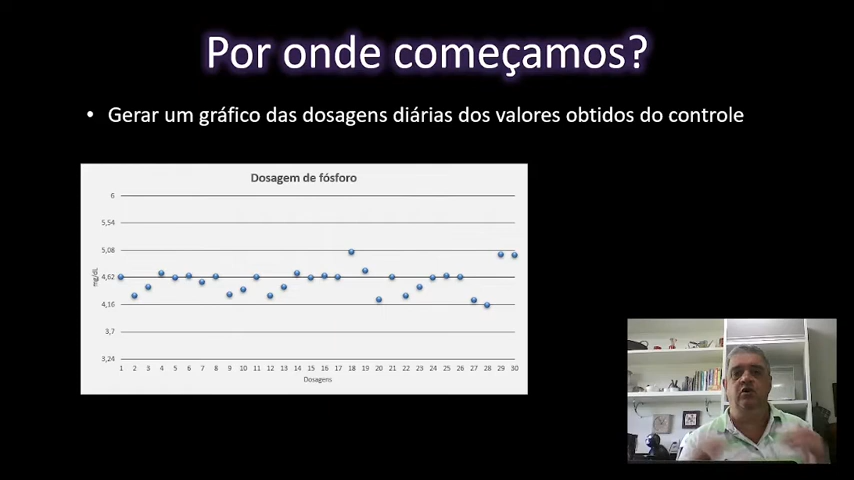 Por onde começamos?
• Gerar um gráfico das dosagens diárias dos valores obtidos do controle
Dosagem de fósforo
6
5,54
5,08
4,62
4,16
3,7
3,24
mg/dL
1 2 3 4 5 6 7 8 9 10 11 12 13 14 15 16 17 18 19 20 21 22 23 24 25 26 27 28 29 30
Dosagens